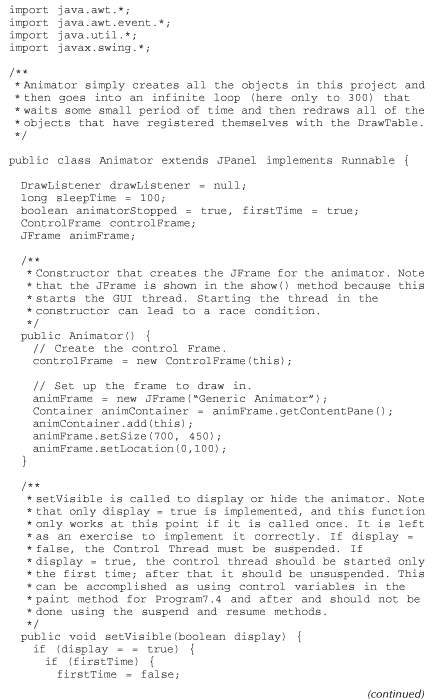 import java.awt.*;
import java.awt.event.*;
import java.util.*;
import javax.swing.*;
/**
* Animator simply creates all the objects in this project and
* then goes into an infinite loop (here only to 300) that
* waits some small period of time and then redraws all of the
* objects that have registered themselves with the DrawTable.
*/
public class Animator extends JPanel implements Runnable {
DrawListener drawListener = null;
long sleepTime = 100;
boolean animatorStopped = true, firstTime = true;
ControlFrame controlFrame;
JFrame animFrame;
/**
* Constructor that creates the JFrame for the animator. Note
* that the JFrame is shown in the show() method because this
* starts the GUI thread. Starting the thread in the
* constructor can lead to a race condition.
*/
public Animator() {
// Create the control Frame.
controlFrame = new ControlFrame(this);
// Set up the frame to draw in.
animFrame = new JFrame("Generic Animator");
Container animContainer = animFrame.getContentPane();
animContainer.add(this);
animFrame.setSize(700, 450);
animFrame.setLocation(0,100);
}
/**
* setVisible is called to display or hide the animator. Note
* that only display = true is implemented, and this function
* only works at this point if it is called once. It is left
* as an exercise to implement it correctly. If display =
* false, the Control Thread must be suspended. If
* display = true, the control thread should be started only
* the first time; after that it should be unsuspended. This
* can be accomplished as using control variables in the
* paint method for Program7.4 and after and should not be
* done using the suspend and resume methods.
*/
public void setVisible(boolean display) {
if (display = = true) {
if (firstTime) {
firstTime = false;
(continued)